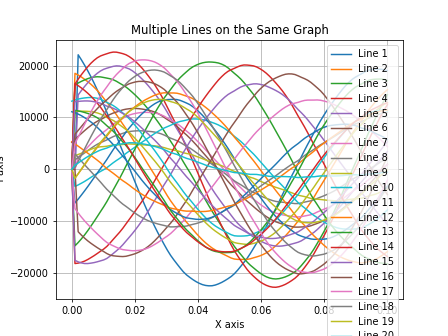 Multiple Lines on the Same Graph
20000
10000
0
−10000
−20000
0.00
0.02
0.04
0.06
0.08
X axis
Line 1
Line 2
Line 3
Line 4
Line 5
Line 6
Line 7
Line 8
Line 9
Line 10
Line 11
Line 12
Line 13
Line 14
Line 15
Line 16
Line 17
Line 18
Line 19
Line 20